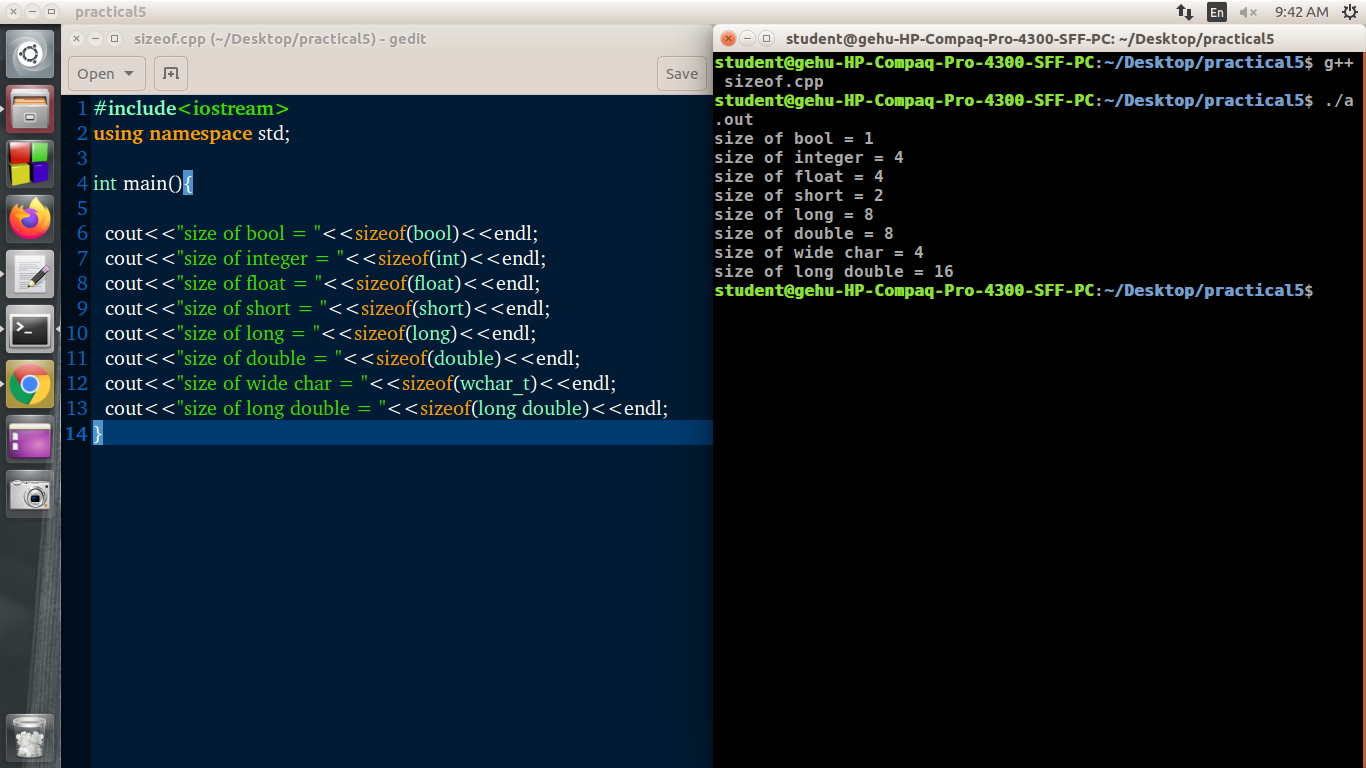 practical5
En
9:42 AM
sizeof.cpp (~/Desktop/practical5) - gedit
Open
Save
1 #include<iostream>
2 using namespace std;
3
4 int main(){
5
6 cout<<"size of bool = "<<sizeof(bool)<<endl;
7 cout<<"size of integer = "<<sizeof(int)<<endl;
8 cout<<"size of float = "<<sizeof(float)<<endl;
9 cout<<"size of short = "<<sizeof(short)<<endl;
10 cout<<"size of long = "<<sizeof(long)<<endl;
11 cout<<"size of double = "<<sizeof(double)<<endl;
12 cout<<"size of wide char = "<<sizeof(wchar_t)<<endl;
13 cout<<"size of long double = "<<sizeof(long double)<<endl;
14 }
student@gehu-HP-Compaq-Pro-4300-SFF-PC: ~/Desktop/practical5
student@gehu-HP-Compaq-Pro-4300-SFF-PC:~/Desktop/practical5$ g++
sizeof.cpp
student@gehu-HP-Compaq-Pro-4300-SFF-PC:~/Desktop/practical5$ ./a
.out
size of bool = 1
size of integer = 4
size of float = 4
size of short = 2
size of long = 8
size of double = 8
size of wide char = 4
size of long double = 16
student@gehu-HP-Compaq-Pro-4300-SFF-PC:~/Desktop/practical5$